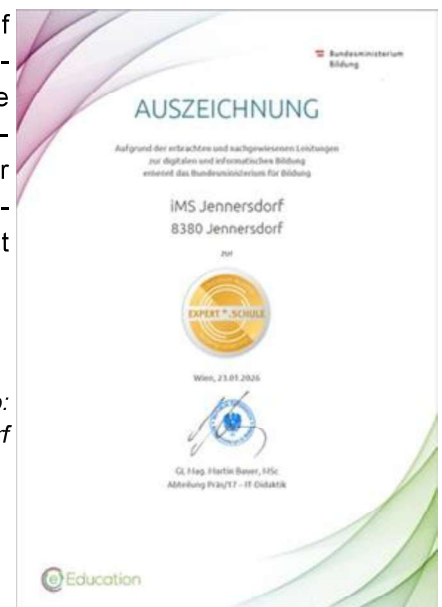 f
-
e
-
r
-
t
o:
rf
Bundesministerium
Bildung
AUSZEICHNUNG
Aufgrund der erbrachten und nachgewiesenen Leistungen
zur digitalen und informatischen Bildung
ernennt das Bundesministerium für Bildung
iMS Jennersdorf
8380 Jennersdorf
zur
EXPERT⁺.SCHULE
Wien, 23.01.2026
GL Mag. Martin Bauer, MSc
Abteilung Präs/17 – IT-Didaktik
eEducation